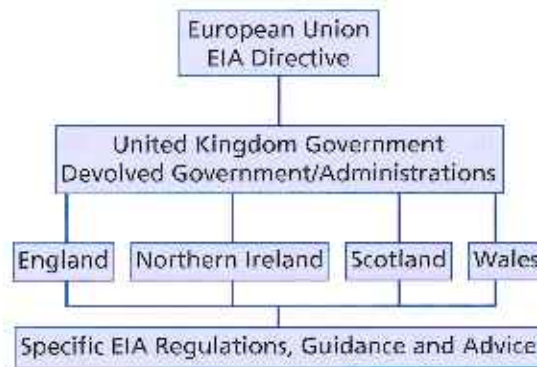 European Union
EIA Directive
United Kingdom Government
Devolved Government/Administrations
England
Northern Ireland
Scotland
Wales
Specific EIA Regulations, Guidance and Advice